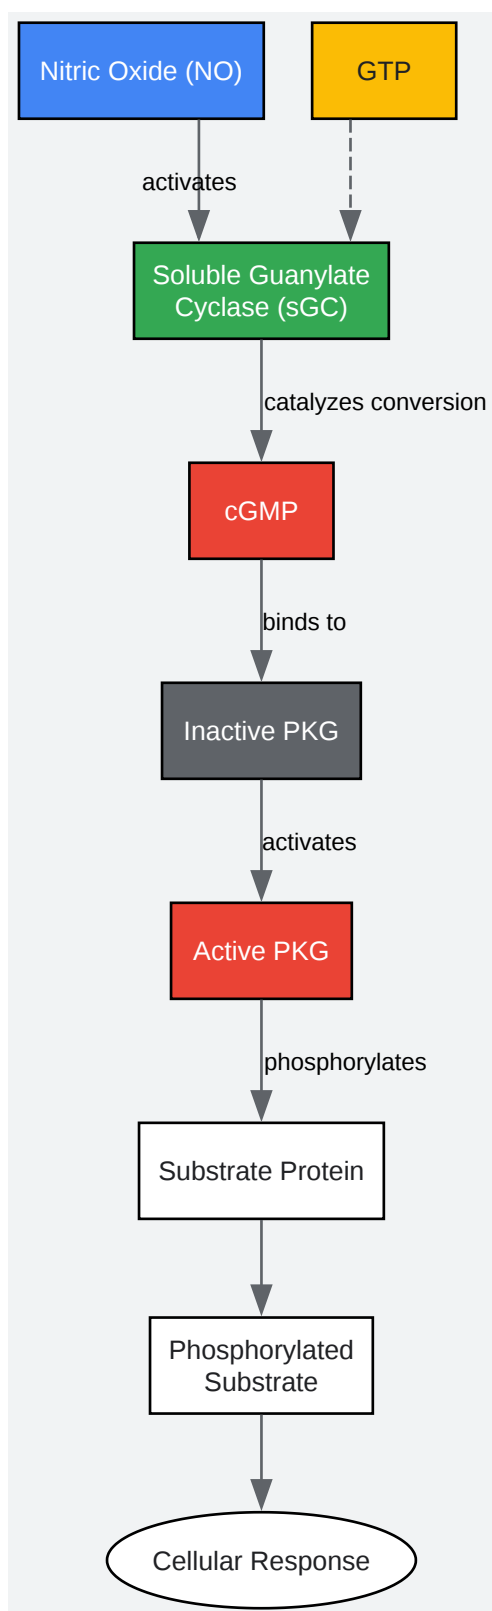 Nitric Oxide (NO)
GTP
activates
Soluble Guanylate
Cyclase (sGC)
catalyzes conversion
cGMP
binds to
Inactive PKG
activates
Active PKG
phosphorylates
Substrate Protein
Phosphorylated
Substrate
Cellular Response